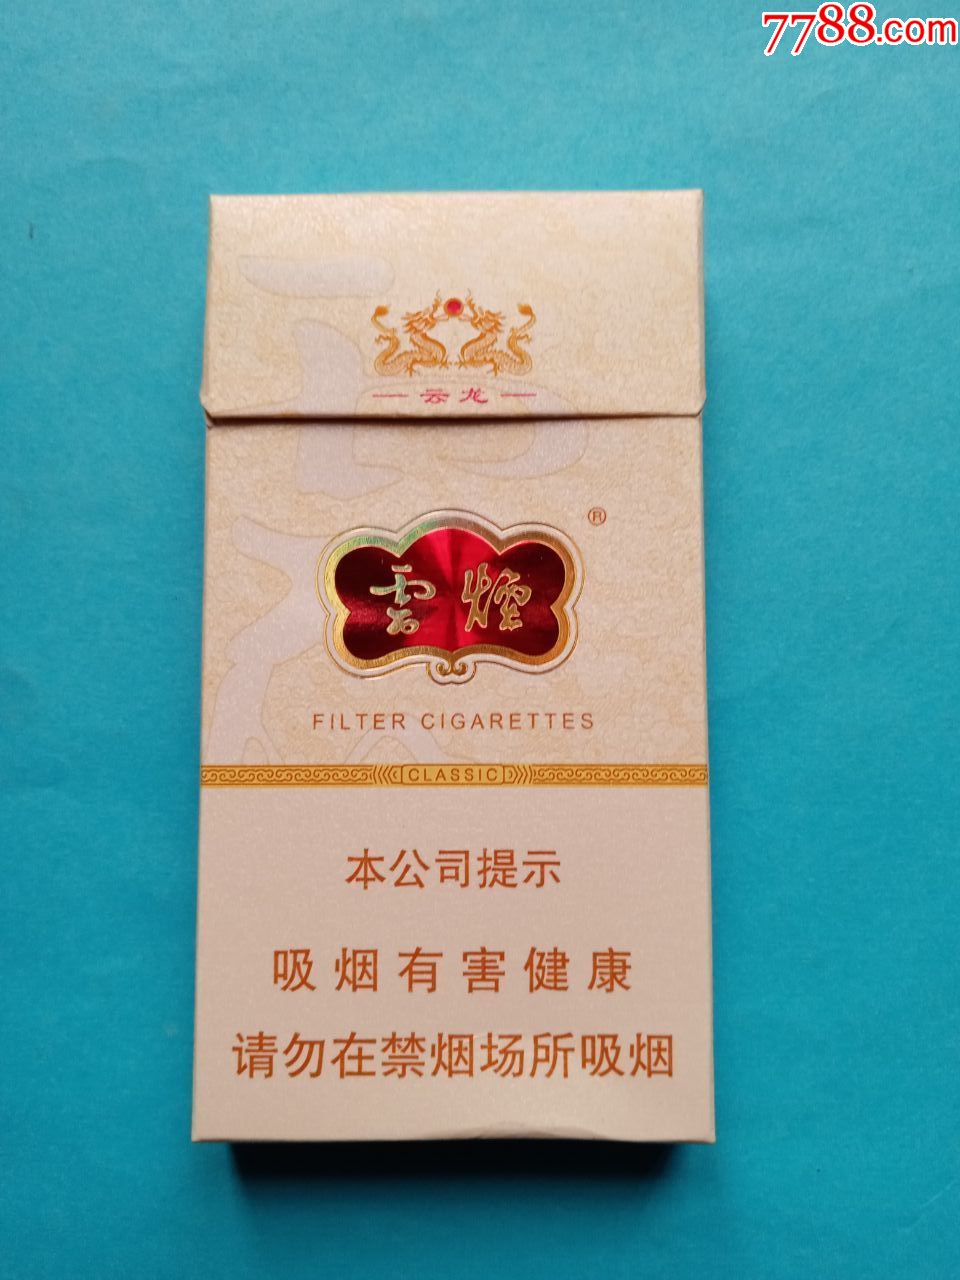 7788.com
云龙
®
雲煙
FILTER CIGARETTES
CLASSIC
本公司提示
吸烟有害健康
请勿在禁烟场所吸烟